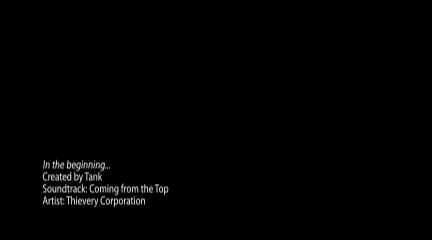 In the beginning...
Created by Tank
Soundtrack: Coming from the Top
Artist: Thievery Corporation